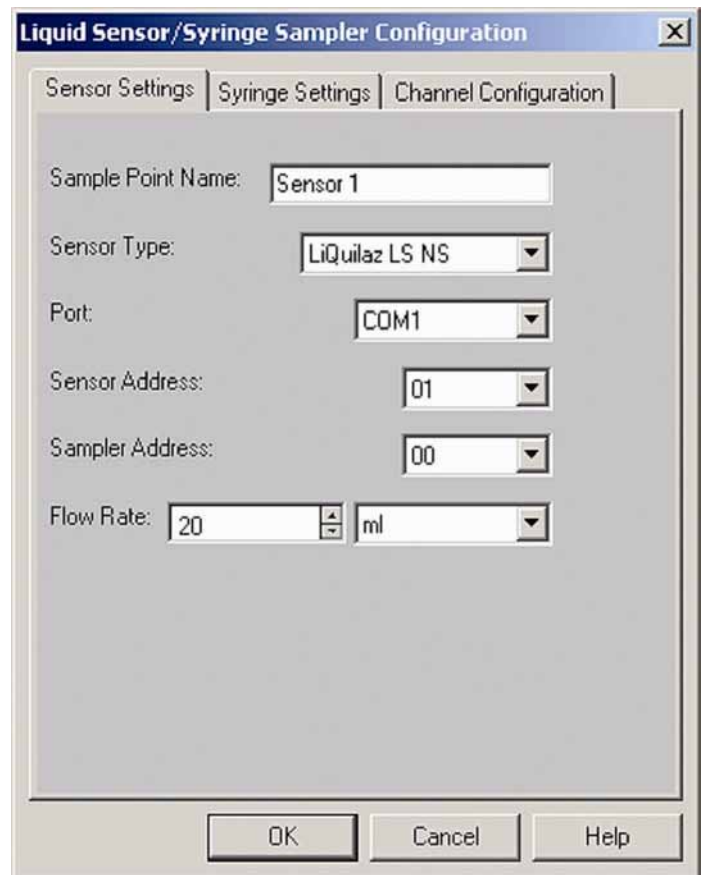 Liquid Sensor/Syringe Sampler Configuration
Sensor Settings Syringe Settings Channel Configuration
Sample Point Name: Sensor 1
Sensor Type: LiQuilaz LS NS
Port: COM1
Sensor Address: 01
Sampler Address: 00
Flow Rate: 20 ml
OK Cancel Help